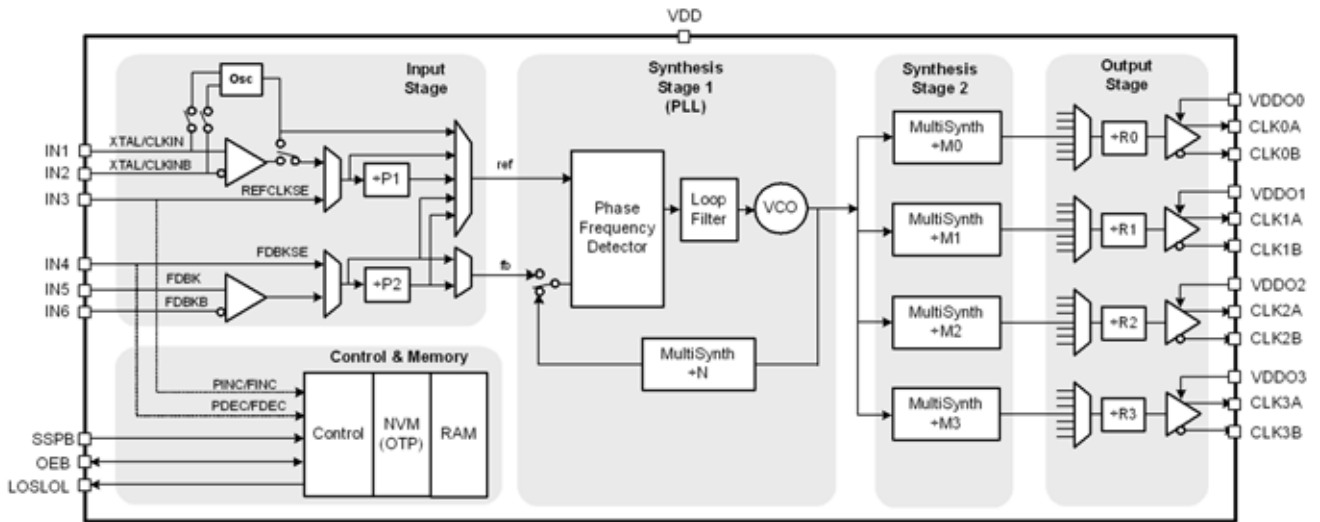 VDD
Input
Stage
Osc
IN1
XTAL/CLKIN
IN2
XTAL/CLKINB
IN3
REFCLKSE
÷P1
ref
IN4
FDBKSE
IN5
FDBK
IN6
FDBKB
÷P2
fb
Synthesis
Stage 1
(PLL)
Phase
Frequency
Detector
Loop
Filter
VCO
MultiSynth
÷N
Synthesis
Stage 2
MultiSynth
÷M0
MultiSynth
÷M1
MultiSynth
÷M2
MultiSynth
÷M3
Output
Stage
÷R0
VDDO0
CLK0A
CLK0B
÷R1
VDDO1
CLK1A
CLK1B
÷R2
VDDO2
CLK2A
CLK2B
÷R3
VDDO3
CLK3A
CLK3B
Control & Memory
PINC/FINC
PDEC/FDEC
Control
NVM
(OTP)
RAM
SSPB
OEB
LOSLOL